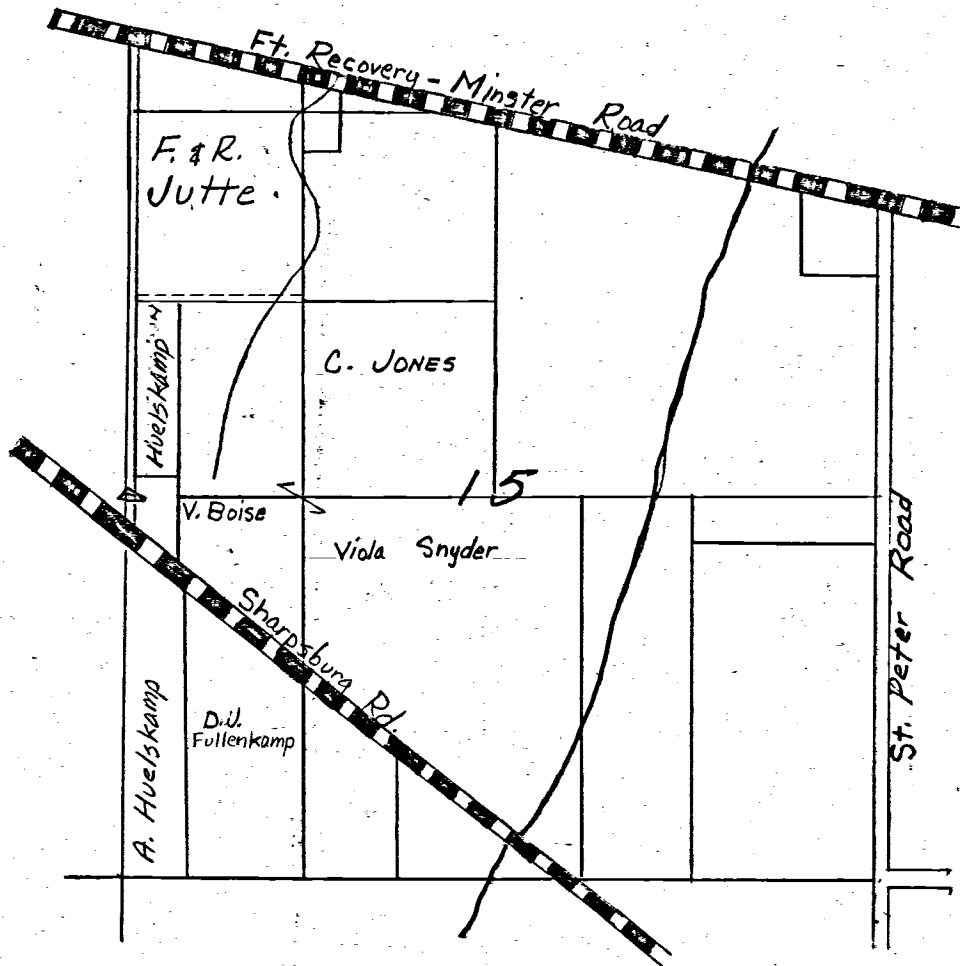 Ft. Recovery - Minster Road
F. & R.
Jutte.
Huelskamp
C. JONES
15
V. Boise
Viola Snyder
Sharpsburg Rd.
St. Peter Road
A. Huelskamp
D.J.
Fullenkamp